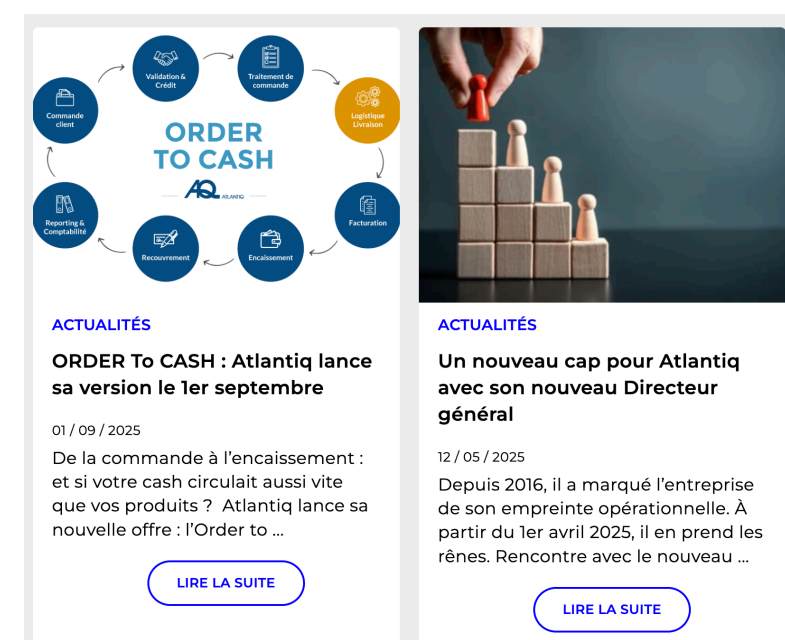 Validation &
Crédit
Traitement de
commande
Commande
client
Logistique
Livraison
ORDER
TO CASH
AQ ATLANTIQ
Reporting &
Comptabilité
Facturation
Recouvrement
Encaissement
ACTUALITÉS
ORDER To CASH : Atlantiq lance
sa version le 1er septembre
01 / 09 / 2025
De la commande à l’encaissement :
et si votre cash circulait aussi vite
que vos produits ?  Atlantiq lance sa
nouvelle offre : l’Order to ...
LIRE LA SUITE
ACTUALITÉS
Un nouveau cap pour Atlantiq
avec son nouveau Directeur
général
12 / 05 / 2025
Depuis 2016, il a marqué l’entreprise
de son empreinte opérationnelle. À
partir du 1er avril 2025, il en prend les
rênes. Rencontre avec le nouveau ...
LIRE LA SUITE